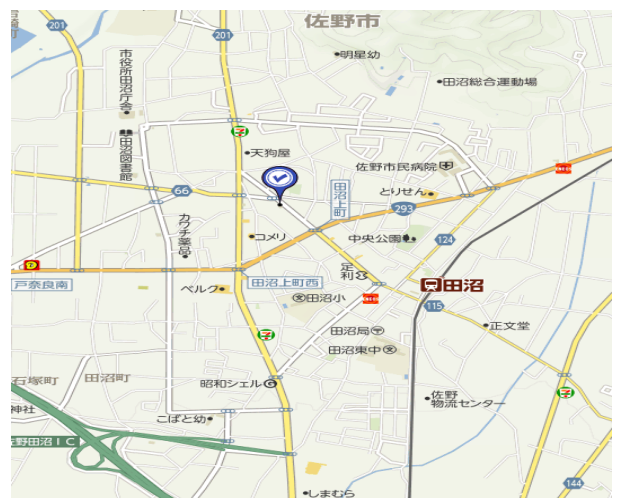 佐野市
201
201
明星幼
市役所田沼庁舎
田沼総合運動場
田沼図書館
天狗屋
佐野市民病院
66
田沼上町
とりせん
293
カワチ薬品
コメリ
中央公園
124
足利
戸奈良南
ベルク
田沼上町西
田沼
田沼小
115
田沼局
正文堂
田沼東中
石塚町
田沼町
昭和シェル
佐野
物流センター
神社
こばと幼
野田沼IC
144
しまむら